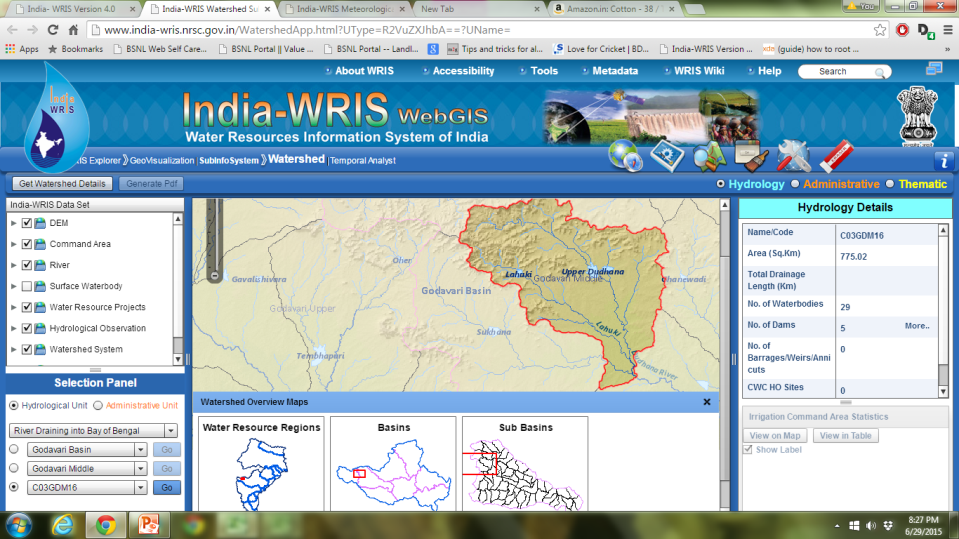 India- WRIS Version 4.0
India-WRIS Watershed Su
India-WRIS Meteorologic
New Tab
Amazon.in: Cotton - 38 /
You
www.india-wris.nrsc.gov.in/WatershedApp.html?UType=R2VuZXJhbA==?UName=
Apps
Bookmarks
BSNL Web Self Care...
BSNL Portal || Value ...
BSNL Portal -- Landl...
Tips and tricks for al...
Love for Cricket | BD...
India-WRIS Version ...
(guide) how to root ...
About WRIS
Accessibility
Tools
Metadata
WRIS Wiki
Help
Search
India
WRIS
India-WRIS WebGIS
Water Resources Information System of India
IS Explorer
GeoVisualization
SubInfoSystem
Watershed
Temporal Analyst
Get Watershed Details
Generate Pdf
Hydrology
Administrative
Thematic
India-WRIS Data Set
DEM
Command Area
River
Surface Waterbody
Water Resource Projects
Hydrological Observation
Watershed System
Selection Panel
Hydrological Unit
Administrative Unit
River Draining into Bay of Bengal
Godavari Basin
Go
Godavari Middle
Go
C03GDM16
Go
Oher
Gavalishivera
Godavari Upper
Godavari Basin
Lahaki
Upper Dudhana
Godavari Middle
Dhanewadi
Sukhana
Lahuki
Tembhapuri
Watershed Overview Maps
Water Resource Regions
Basins
Sub Basins
Hydrology Details
Name/Code
C03GDM16
Area (Sq.Km)
775.02
Total Drainage
Length (Km)
No. of Waterbodies
29
No. of Dams
5
More..
No. of
Barrages/Weirs/Anni
cuts
0
CWC HO Sites
0
Irrigation Command Area Statistics
View on Map
View in Table
Show Label
8:27 PM
6/29/2015